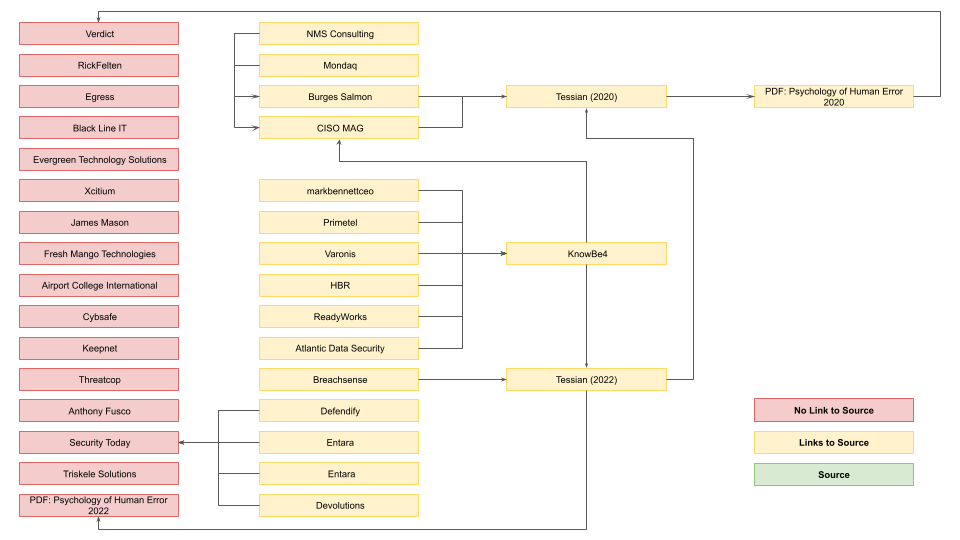 Verdict
RickFelten
Egress
Black Line IT
Evergreen Technology Solutions
Xcitium
James Mason
Fresh Mango Technologies
Airport College International
Cybsafe
Keepnet
Threatcop
Anthony Fusco
Security Today
Triskele Solutions
PDF: Psychology of Human Error
2022
NMS Consulting
Mondaq
Burges Salmon
CISO MAG
markbennettceo
Primetel
Varonis
HBR
ReadyWorks
Atlantic Data Security
Breachsense
Defendify
Entara
Entara
Devolutions
Tessian (2020)
KnowBe4
Tessian (2022)
PDF: Psychology of Human Error
2020
No Link to Source
Links to Source
Source